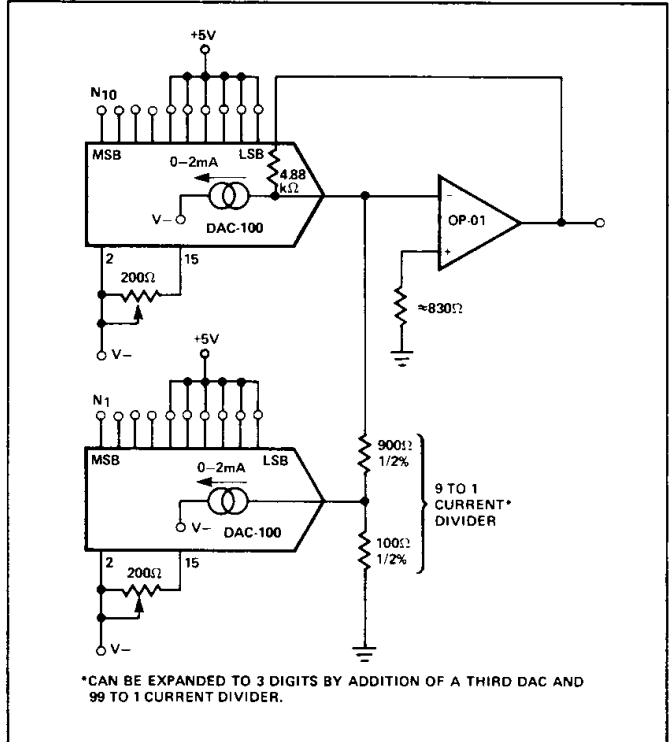 +5V
N10
MSB
LSB
0–2mA
4.88
kΩ
V–
DAC-100
–
OP-01
+
2
15
200Ω
≈830Ω
V–
+5V
N1
MSB
LSB
0–2mA
V–
DAC-100
900Ω
1/2%
9 TO 1
CURRENT*
DIVIDER
100Ω
1/2%
2
15
200Ω
V–
*CAN BE EXPANDED TO 3 DIGITS BY ADDITION OF A THIRD DAC AND
99 TO 1 CURRENT DIVIDER.